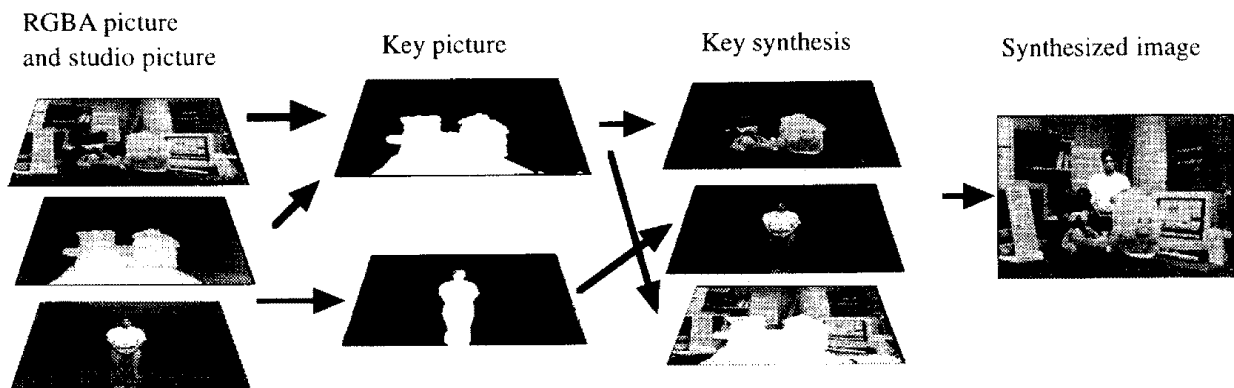 RGBA picture
and studio picture
Key picture
Key synthesis
Synthesized image